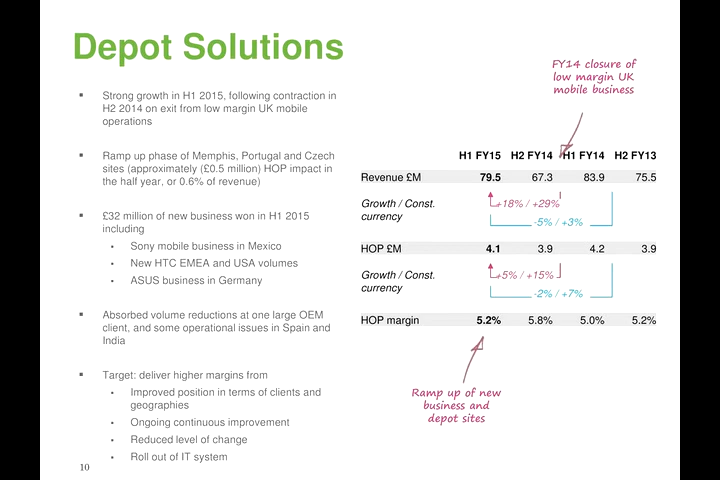 Depot Solutions
Strong growth in H1 2015, following contraction in
H2 2014 on exit from low margin UK mobile
operations
Ramp up phase of Memphis, Portugal and Czech
sites (approximately (£0.5 million) HOP impact in
the half year, or 0.6% of revenue)
£32 million of new business won in H1 2015
including
Sony mobile business in Mexico
New HTC EMEA and USA volumes
ASUS business in Germany
Absorbed volume reductions at one large OEM
client, and some operational issues in Spain and
India
Target: deliver higher margins from
Improved position in terms of clients and
geographies
Ongoing continuous improvement
Reduced level of change
Roll out of IT system
10
FY14 closure of
low margin UK
mobile business
H1 FY15 H2 FY14 H1 FY14 H2 FY13
Revenue £M 79.5 67.3 83.9 75.5
Growth / Const.
currency
+18% / +29%
-5% / +3%
HOP £M 4.1 3.9 4.2 3.9
Growth / Const.
currency
+5% / +15%
-2% / +7%
HOP margin 5.2% 5.8% 5.0% 5.2%
Ramp up of new
business and
depot sites